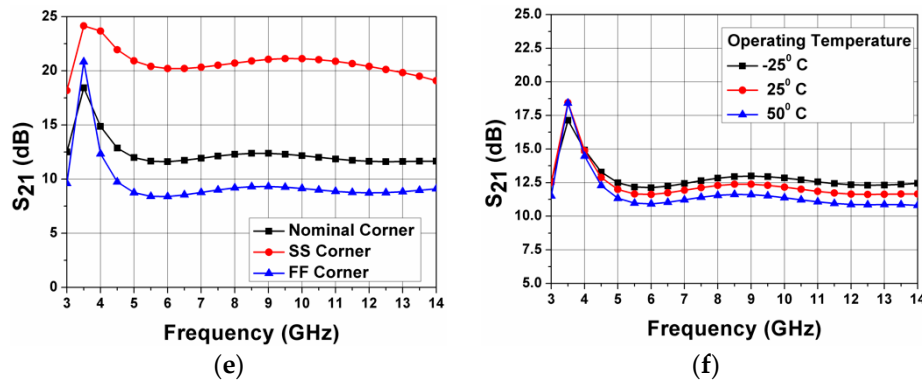 25
20
15
10
5
0
S21 (dB)
Nominal Corner
SS Corner
FF Corner
3 4 5 6 7 8 9 10 11 12 13 14
Frequency (GHz)
(e)
25.0
22.5
20.0
17.5
15.0
12.5
10.0
7.5
5.0
S21 (dB)
Operating Temperature
-25⁰ C
25⁰ C
50⁰ C
3 4 5 6 7 8 9 10 11 12 13 14
Frequency (GHz)
(f)